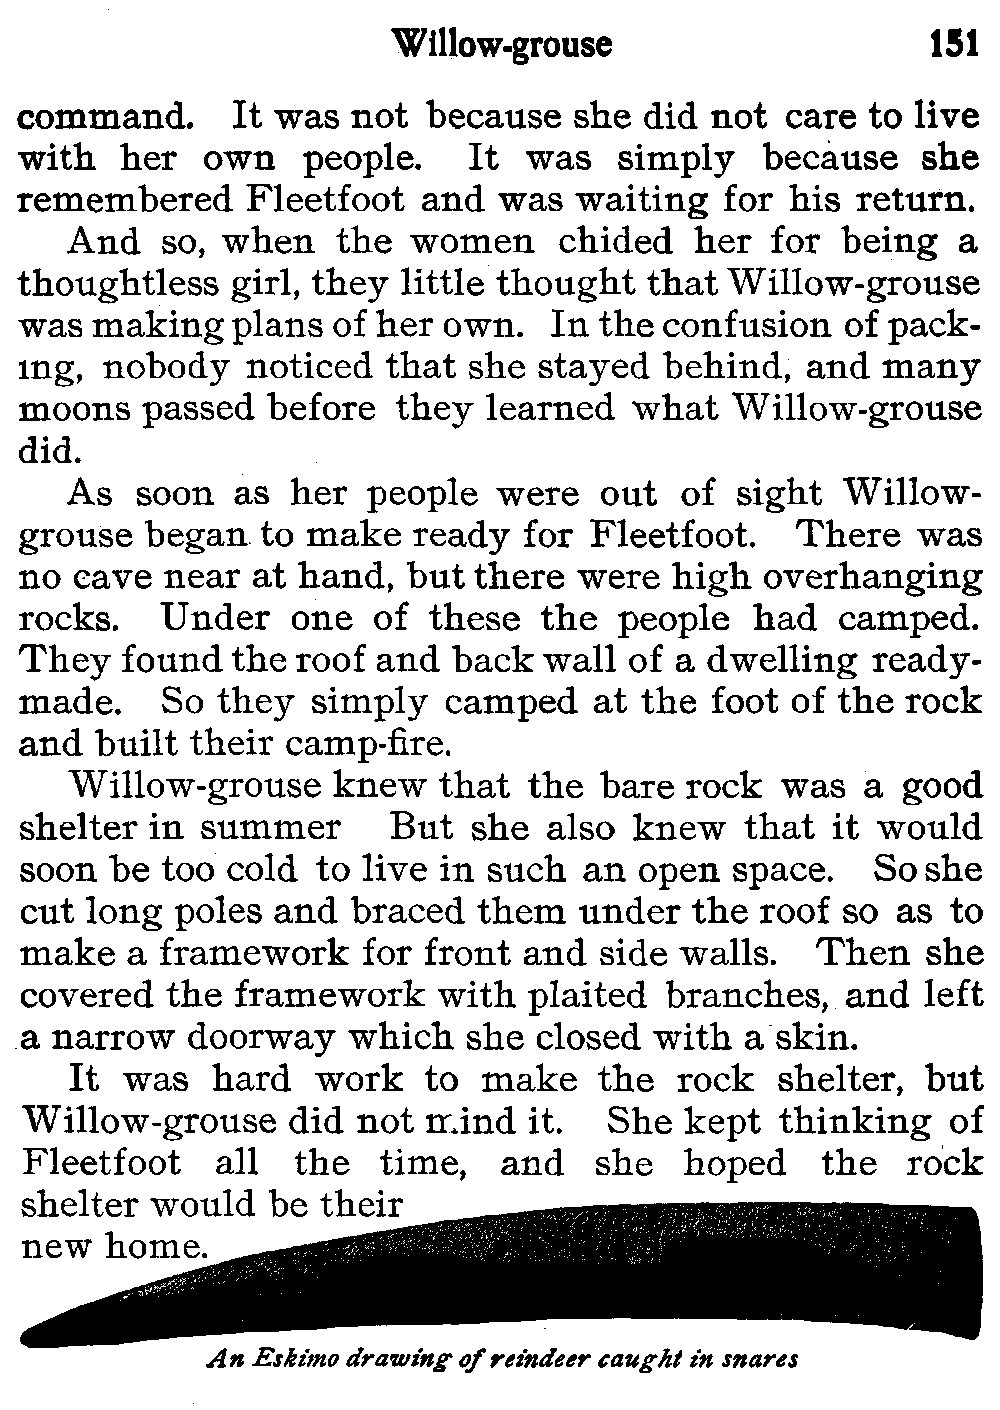 Willow-grouse 151
command. It was not because she did not care to live
with her own people. It was simply because she
remembered Fleetfoot and was waiting for his return.
And so, when the women chided her for being a
thoughtless girl, they little thought that Willow-grouse
was making plans of her own. In the confusion of pack-
ing, nobody noticed that she stayed behind, and many
moons passed before they learned what Willow-grouse
did.
As soon as her people were out of sight Willow-
grouse began to make ready for Fleetfoot. There was
no cave near at hand, but there were high overhanging
rocks. Under one of these the people had camped.
They found the roof and back wall of a dwelling ready-
made. So they simply camped at the foot of the rock
and built their camp-fire.
Willow-grouse knew that the bare rock was a good
shelter in summer But she also knew that it would
soon be too cold to live in such an open space. So she
cut long poles and braced them under the roof so as to
make a framework for front and side walls. Then she
covered the framework with plaited branches, and left
a narrow doorway which she closed with a skin.
It was hard work to make the rock shelter, but
Willow-grouse did not mind it. She kept thinking of
Fleetfoot all the time, and she hoped the rock
shelter would be their
new home.
An Eskimo drawing of reindeer caught in snares